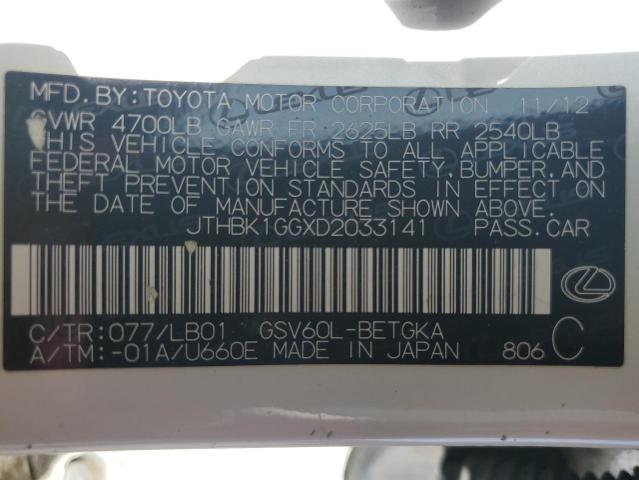 MFD. BY: TOYOTA MOTOR CORPORATION 11/12
GVWR 4700LB GAWR FR 2625LB RR 2540LB
THIS VEHICLE CONFORMS TO ALL APPLICABLE
FEDERAL MOTOR VEHICLE SAFETY, BUMPER, AND
THEFT PREVENTION STANDARDS IN EFFECT ON
THE DATE OF MANUFACTURE SHOWN ABOVE.
JTHBK1GGXD2033141 PASS.CAR
C/TR: 077/LB01 GSV60L-BETGKA
A/TM: -01A/U660E MADE IN JAPAN 806 C